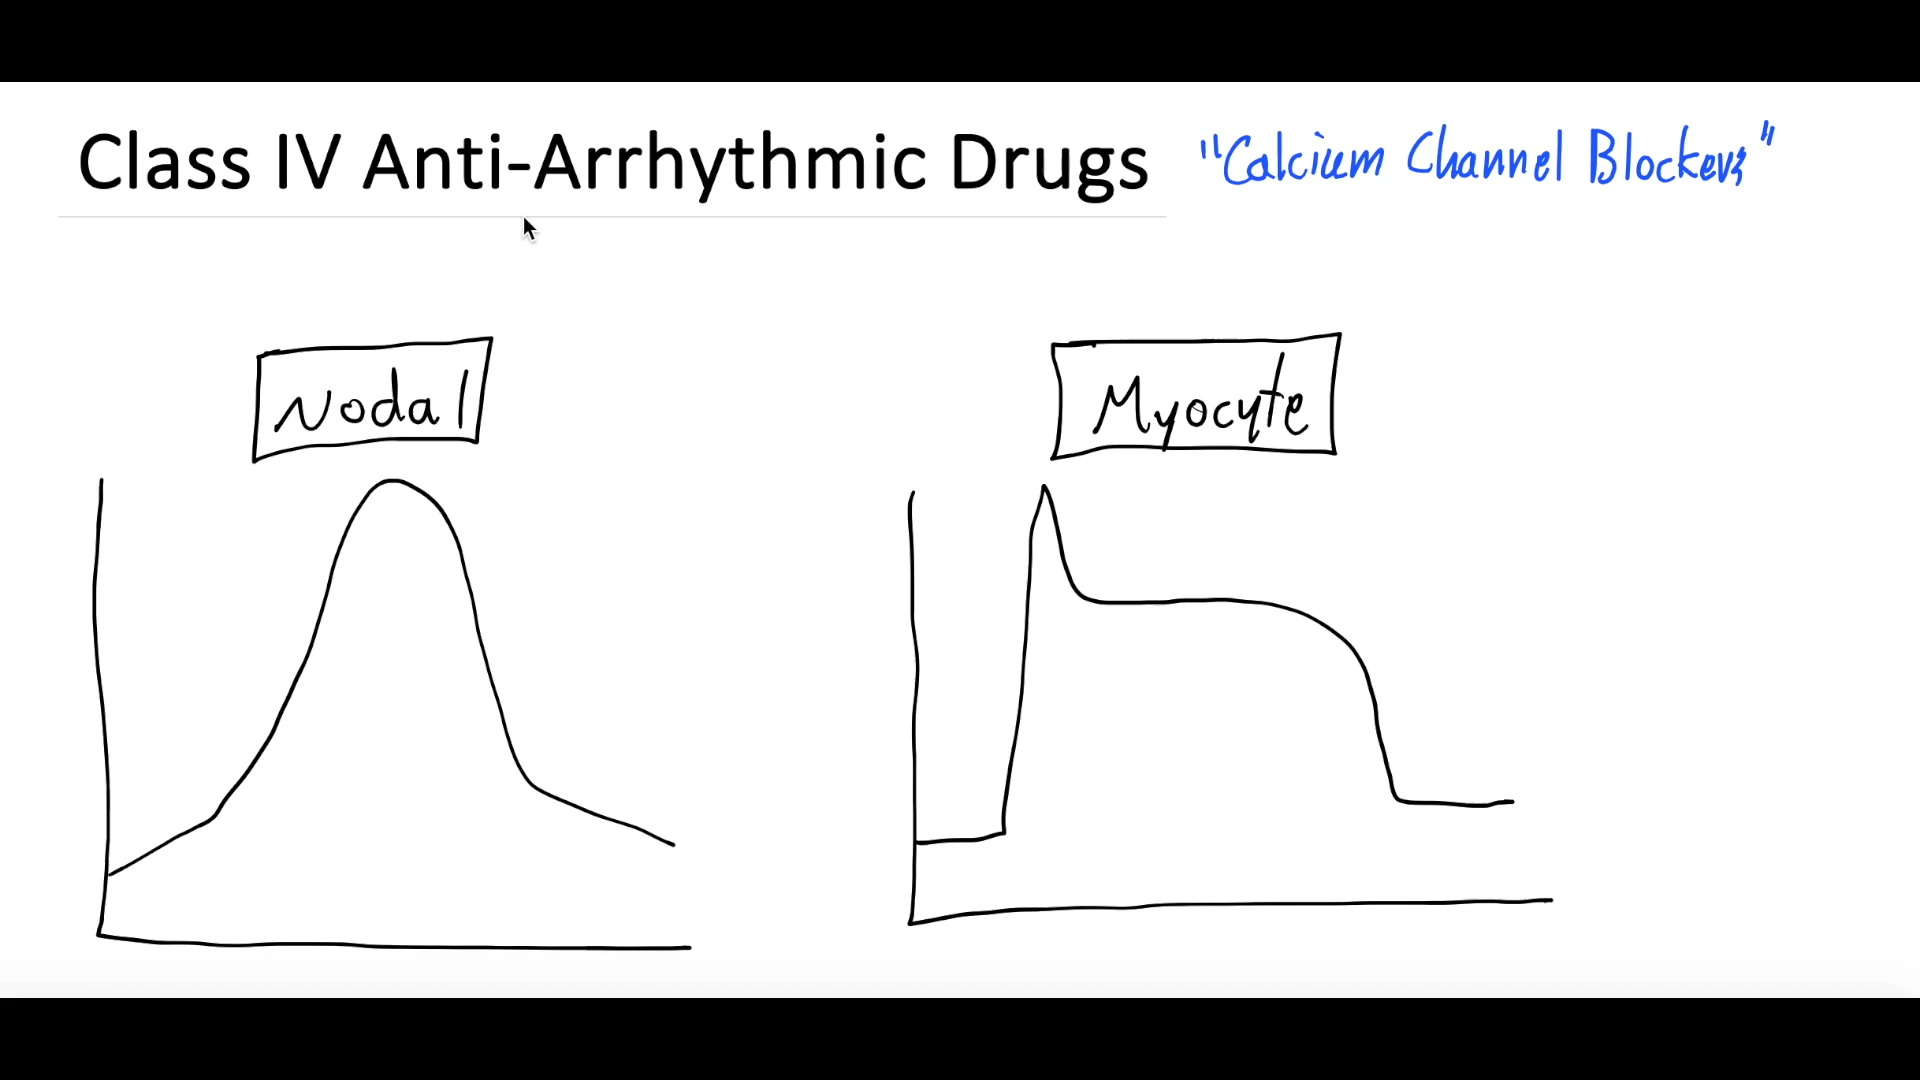 Class IV Anti-Arrhythmic Drugs "Calcium Channel Blockers"
Nodal
Myocyte